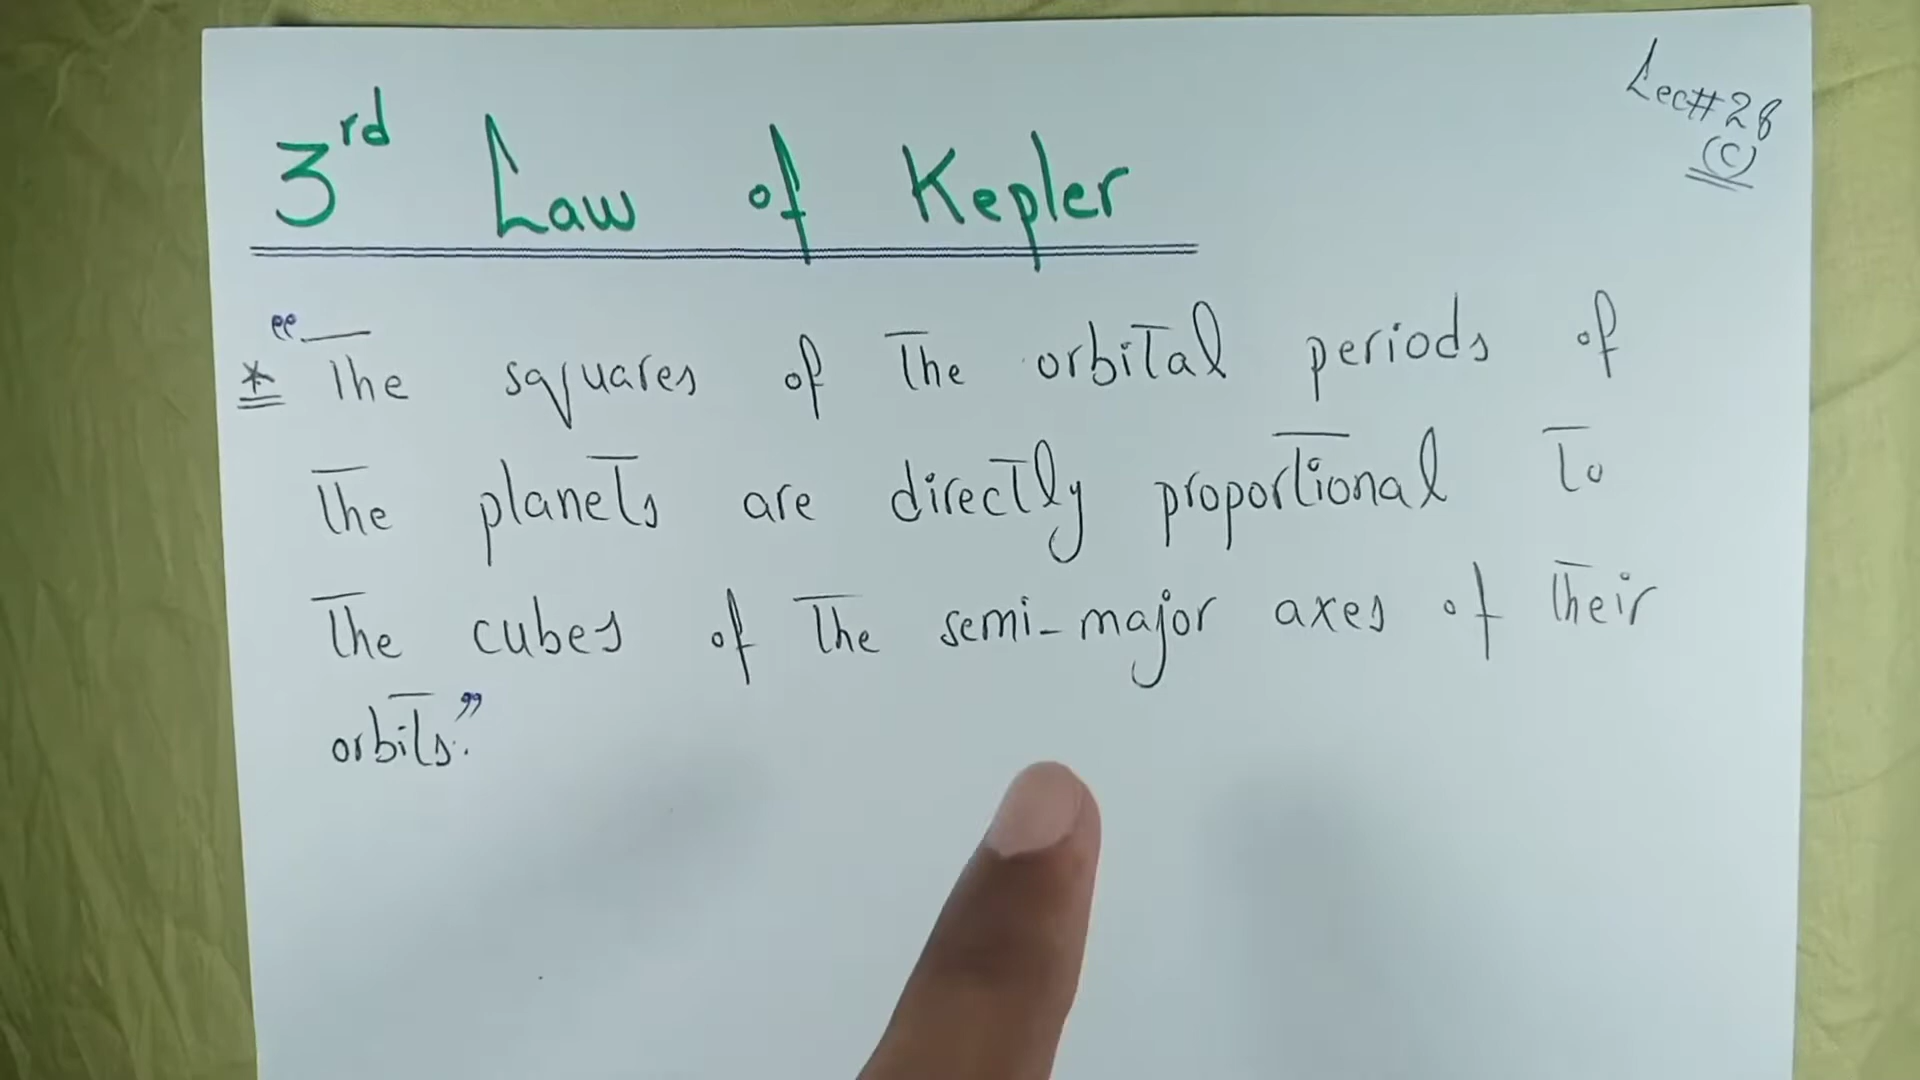 Lec#28
(C)
3rd Law of Kepler
* “The squares of the orbital periods of
the planets are directly proportional to
the cubes of the semi-major axes of their
orbits.”